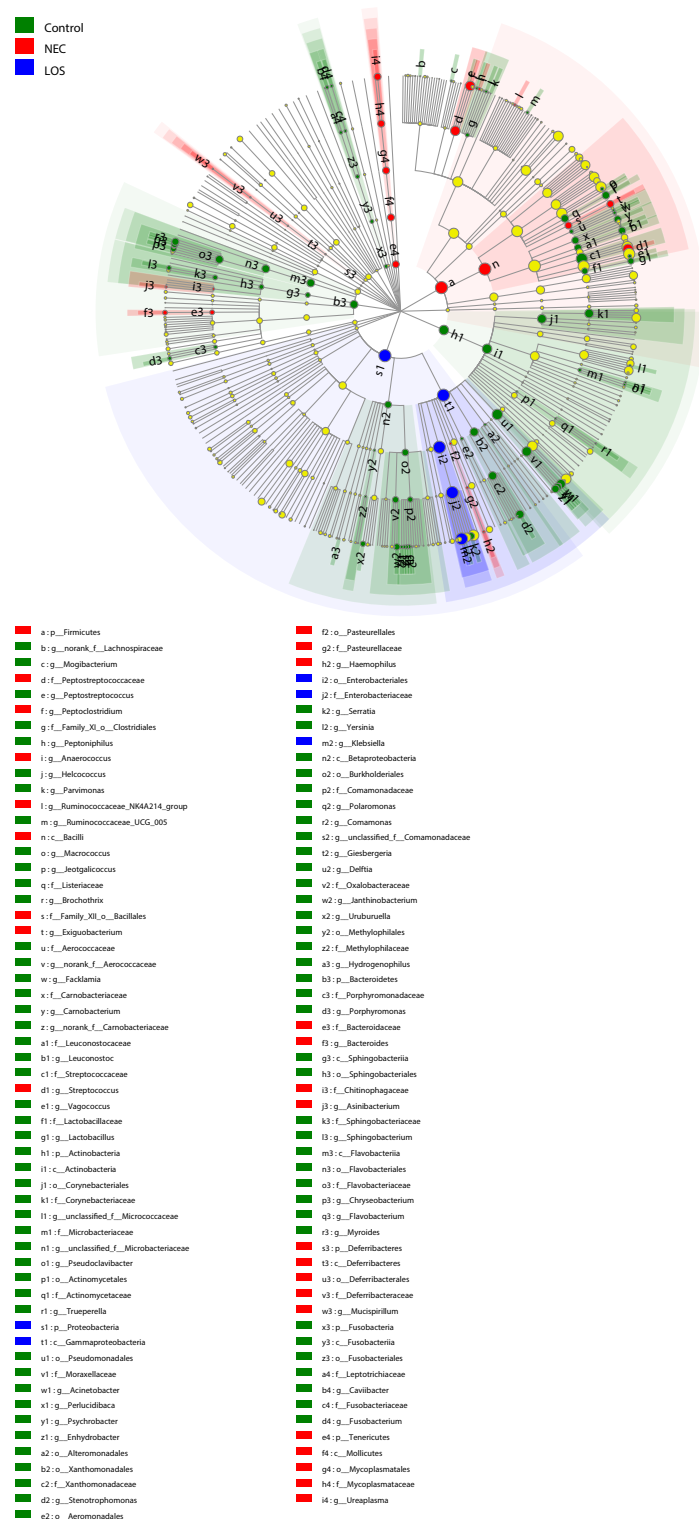 Control
NEC
LOS
a : p__Firmicutes
b : g__norank_f__Lachnospiraceae
c : g__Mogibacterium
d : f__Peptostreptococcaceae
e : g__Peptostreptococcus
f : g__Peptoclostridium
g : f__Family_XI_o__Clostridiales
h : g__Peptoniphilus
i : g__Anaerococcus
j : g__Helcococcus
k : g__Parvimonas
l : g__Ruminococcaceae_NK4A214_group
m : g__Ruminococcaceae_UCG_005
n : c__Bacilli
o : g__Macrococcus
p : g__Jeotgalicoccus
q : f__Listeriaceae
r : g__Brochothrix
s : f__Family_XII_o__Bacillales
t : g__Exiguobacterium
u : f__Aerococcaceae
v : g__norank_f__Aerococcaceae
w : g__Facklamia
x : f__Carnobacteriaceae
y : g__Carnobacterium
z : g__norank_f__Carnobacteriaceae
a1 : f__Leuconostocaceae
b1 : g__Leuconostoc
c1 : f__Streptococcaceae
d1 : g__Streptococcus
e1 : g__Vagococcus
f1 : f__Lactobacillaceae
g1 : g__Lactobacillus
h1 : p__Actinobacteria
i1 : c__Actinobacteria
j1 : o__Corynebacteriales
k1 : f__Corynebacteriaceae
l1 : g__unclassified_f__Micrococcaceae
m1 : f__Microbacteriaceae
n1 : g__unclassified_f__Microbacteriaceae
o1 : g__Pseudoclavibacter
p1 : o__Actinomycetales
q1 : f__Actinomycetaceae
r1 : g__Trueperella
s1 : p__Proteobacteria
t1 : c__Gammaproteobacteria
u1 : o__Pseudomonadales
v1 : f__Moraxellaceae
w1 : g__Acinetobacter
x1 : g__Perlucidibaca
y1 : g__Psychrobacter
z1 : g__Enhydrobacter
a2 : o__Alteromonadales
b2 : o__Xanthomonadales
c2 : f__Xanthomonadaceae
d2 : g__Stenotrophomonas
e2 : o__Aeromonadales
f2 : o__Pasteurellales
g2 : f__Pasteurellaceae
h2 : g__Haemophilus
i2 : o__Enterobacteriales
j2 : f__Enterobacteriaceae
k2 : g__Serratia
l2 : g__Yersinia
m2 : g__Klebsiella
n2 : c__Betaproteobacteria
o2 : o__Burkholderiales
p2 : f__Comamonadaceae
q2 : g__Polaromonas
r2 : g__Comamonas
s2 : g__unclassified_f__Comamonadaceae
t2 : g__Giesbergeria
u2 : g__Delftia
v2 : f__Oxalobacteraceae
w2 : g__Janthinobacterium
x2 : g__Uruburuella
y2 : o__Methylophilales
z2 : f__Methylophilaceae
a3 : g__Hydrogenophilus
b3 : p__Bacteroidetes
c3 : f__Porphyromonadaceae
d3 : g__Porphyromonas
e3 : f__Bacteroidaceae
f3 : g__Bacteroides
g3 : c__Sphingobacteriia
h3 : o__Sphingobacteriales
i3 : f__Chitinophagaceae
j3 : g__Asinibacterium
k3 : f__Sphingobacteriaceae
l3 : g__Sphingobacterium
m3 : c__Flavobacteriia
n3 : o__Flavobacteriales
o3 : f__Flavobacteriaceae
p3 : g__Chryseobacterium
q3 : g__Flavobacterium
r3 : g__Myroides
s3 : p__Deferribacteres
t3 : c__Deferribacteres
u3 : o__Deferribacterales
v3 : f__Deferribacteraceae
w3 : g__Mucispirillum
x3 : p__Fusobacteria
y3 : c__Fusobacteriia
z3 : o__Fusobacteriales
a4 : f__Leptotrichiaceae
b4 : g__Caviibacter
c4 : f__Fusobacteriaceae
d4 : g__Fusobacterium
e4 : p__Tenericutes
f4 : c__Mollicutes
g4 : o__Mycoplasmatales
h4 : f__Mycoplasmataceae
i4 : g__Ureaplasma